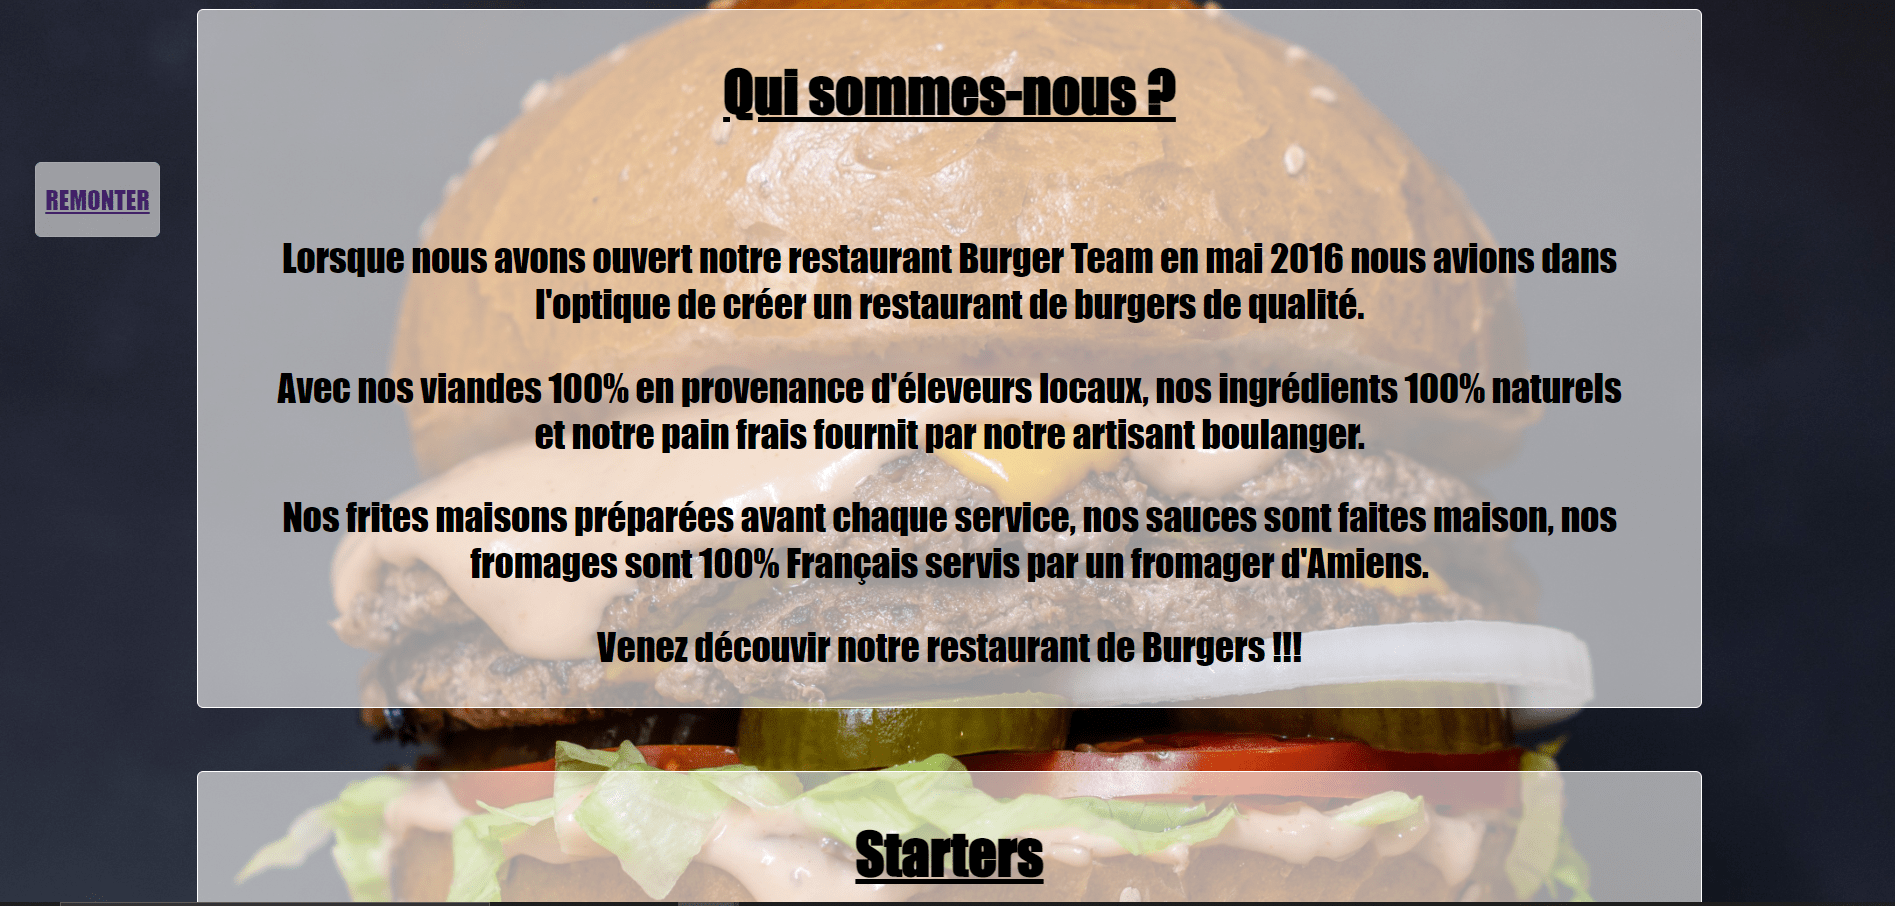 Qui sommes-nous ?
REMONTER
Lorsque nous avons ouvert notre restaurant Burger Team en mai 2016 nous avions dans
l'optique de créer un restaurant de burgers de qualité.
Avec nos viandes 100% en provenance d'éleveurs locaux, nos ingrédients 100% naturels
et notre pain frais fournit par notre artisant boulanger.
Nos frites maisons préparées avant chaque service, nos sauces sont faites maison, nos
fromages sont 100% Français servis par un fromager d'Amiens.
Venez découvir notre restaurant de Burgers !!!
Starters